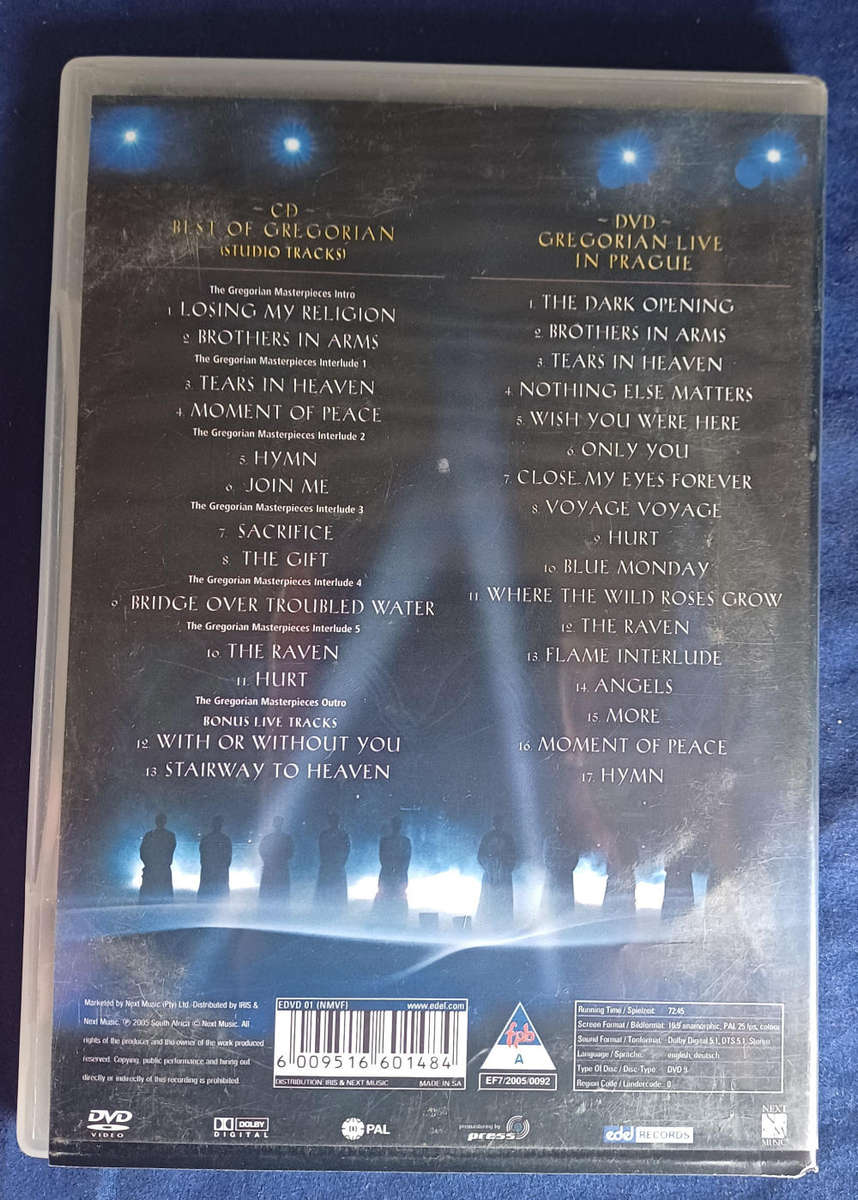 ~ CD ~
BEST OF GREGORIAN
(STUDIO TRACKS)
The Gregorian Masterpieces Intro
1. LOSING MY RELIGION
2. BROTHERS IN ARMS
The Gregorian Masterpieces Interlude 1
3. TEARS IN HEAVEN
4. MOMENT OF PEACE
The Gregorian Masterpieces Interlude 2
5. HYMN
6. JOIN ME
The Gregorian Masterpieces Interlude 3
7. SACRIFICE
8. THE GIFT
The Gregorian Masterpieces Interlude 4
9. BRIDGE OVER TROUBLED WATER
The Gregorian Masterpieces Interlude 5
10. THE RAVEN
11. HURT
The Gregorian Masterpieces Outro
BONUS LIVE TRACKS
12. WITH OR WITHOUT YOU
13 STAIRWAY TO HEAVEN
~ DVD ~
GREGORIAN LIVE
IN PRAGUE
1. THE DARK OPENING
2. BROTHERS IN ARMS
3. TEARS IN HEAVEN
4. NOTHING ELSE MATTERS
5. WISH YOU WERE HERE
6. ONLY YOU
7. CLOSE MY EYES FOREVER
8. VOYAGE VOYAGE
9. HURT
10. BLUE MONDAY
11. WHERE THE WILD ROSES GROW
12. THE RAVEN
13. FLAME INTERLUDE
14. ANGELS
15. MORE
16. MOMENT OF PEACE
17. HYMN
Marketed by Next Music (Pty) Ltd. Distributed by IRIS &
Next Music. ℗ 2005 South Africa © Next Music. All
rights of the producer and the owner of the work produced
reserved. Copying, public performance and hiring out
directly or indirectly of this recording is prohibited.
EDVD 01 (NMVF) www.edel.com
6 009516 601484
DISTRIBUTION: IRIS & NEXT MUSIC MADE IN SA
fpb
A
EF7/2005/0092
Running Time / Spielzeit: 72:45
Screen Format / Bildformat: 16:9 anamorphic, PAL 25 fps, colour
Sound Format / Tonformat: Dolby Digital 5.1, DTS 5.1, Stereo
Language / Sprache: english, deutsch
Type Of Disc / Disc-Type: DVD 9
Region Code / Ländercode: 0
DVD
VIDEO
DOLBY
DIGITAL
PAL
press
edel RECORDS
NEXT
MUSIC